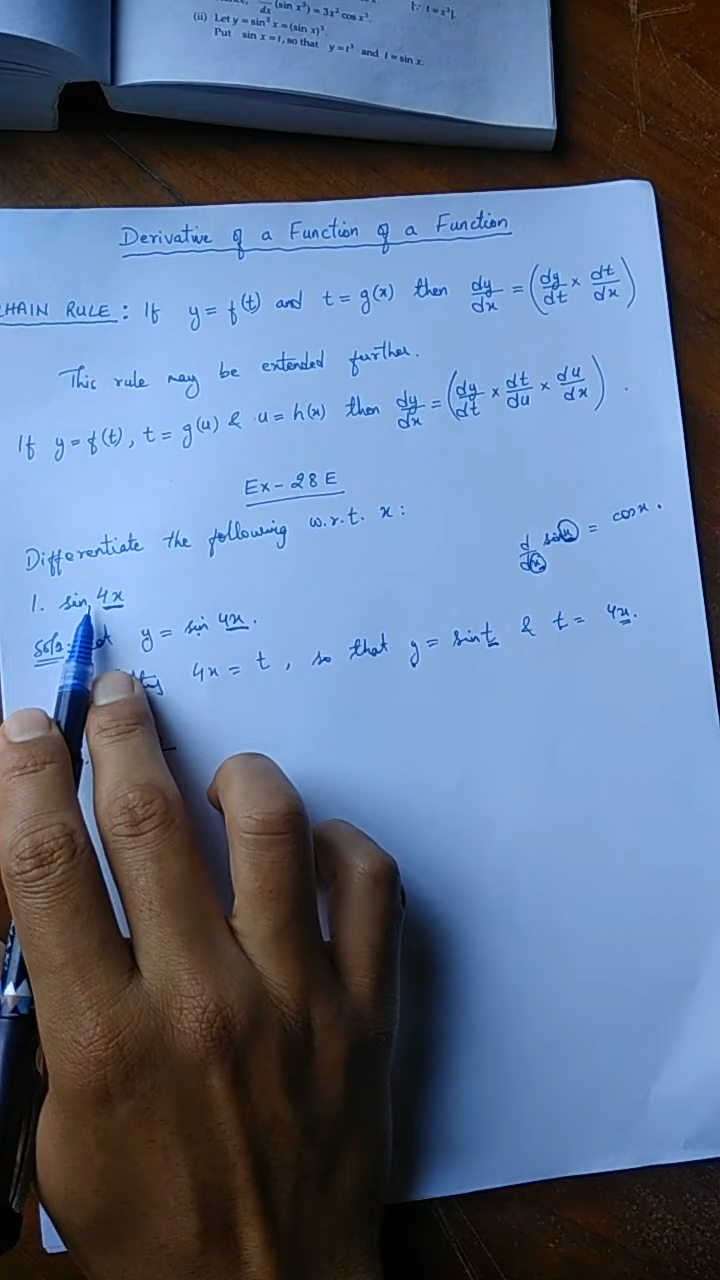 d/dx (sin x³) = 3x² cos x³. [∵ t = x³].
(ii) Let y = sin³ x = (sin x)³.
Put sin x = t, so that y = t³ and t = sin x.
Derivative of a Function of a Function
CHAIN RULE : If y = f(t) and t = g(x) then dy/dx = (dy/dt × dt/dx)
This rule may be extended further.
If y = f(t), t = g(u) & u = h(x) then dy/dx = (dy/dt × dt/du × du/dx).
Ex - 28 E
Differentiate the following w.r.t. x :
d/dx sin x = cos x.
1. sin 4x
Soln: y = sin 4x.
4x = t, so that y = sin t & t = 4x.